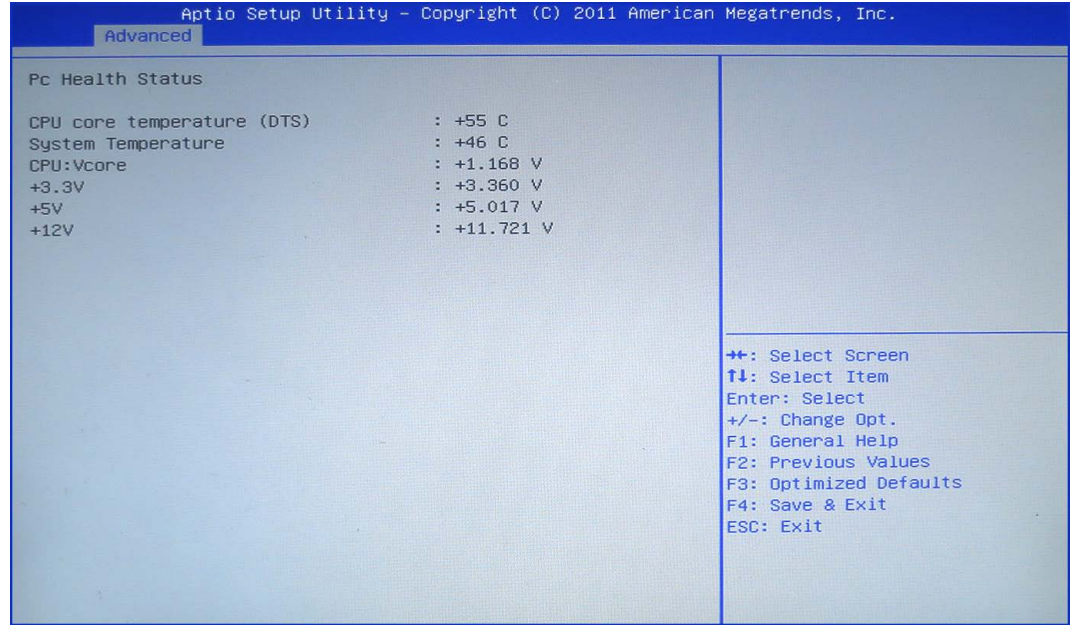 Aptio Setup Utility – Copyright (C) 2011 American Megatrends, Inc.
Advanced
Pc Health Status
CPU core temperature (DTS) : +55 C
System Temperature : +46 C
CPU:Vcore : +1.168 V
+3.3V : +3.360 V
+5V : +5.017 V
+12V : +11.721 V
→←: Select Screen
↑↓: Select Item
Enter: Select
+/-: Change Opt.
F1: General Help
F2: Previous Values
F3: Optimized Defaults
F4: Save & Exit
ESC: Exit